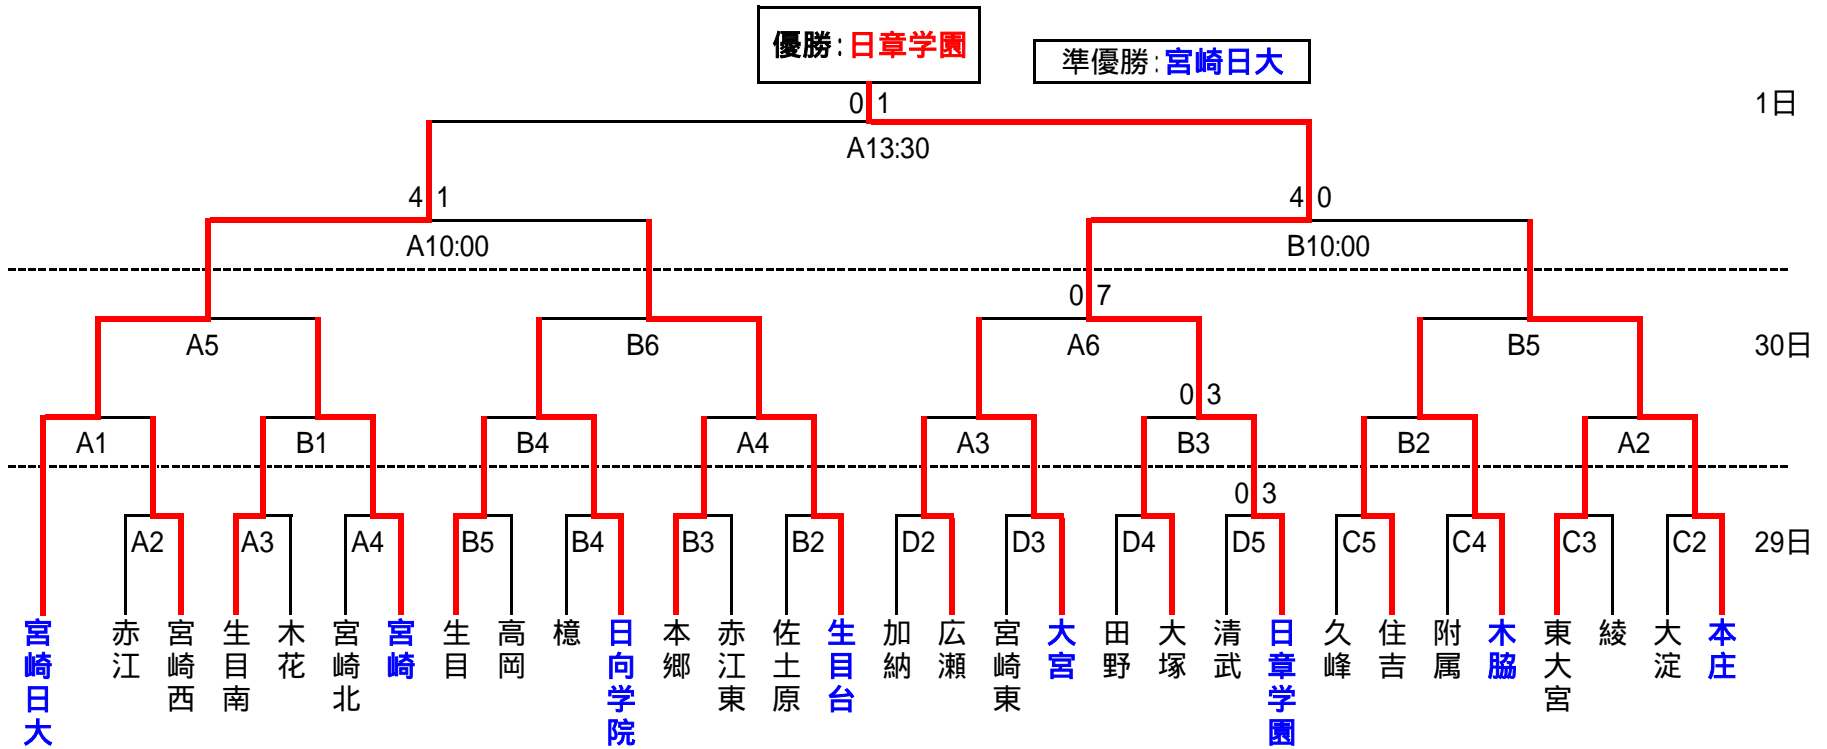 優勝:日章学園
準優勝:宮崎日大
0 1
1日
A13:30
4 1
4 0
A10:00
B10:00
0 7
A5
B6
A6
B5
30日
0 3
A1
B1
B4
A4
A3
B3
B2
A2
0 3
A2
A3
A4
B5
B4
B3
B2
D2
D3
D4
D5
C5
C4
C3
C2
29日
宮崎日大
赤江
宮崎西
生目南
木花
宮崎北
宮崎
生目
高岡
檍
日向学院
本郷
赤江東
佐土原
生目台
加納
広瀬
宮崎東
大宮
田野
大塚
清武
日章学園
久峰
住吉
附属
木脇
東大宮
綾
大淀
本庄